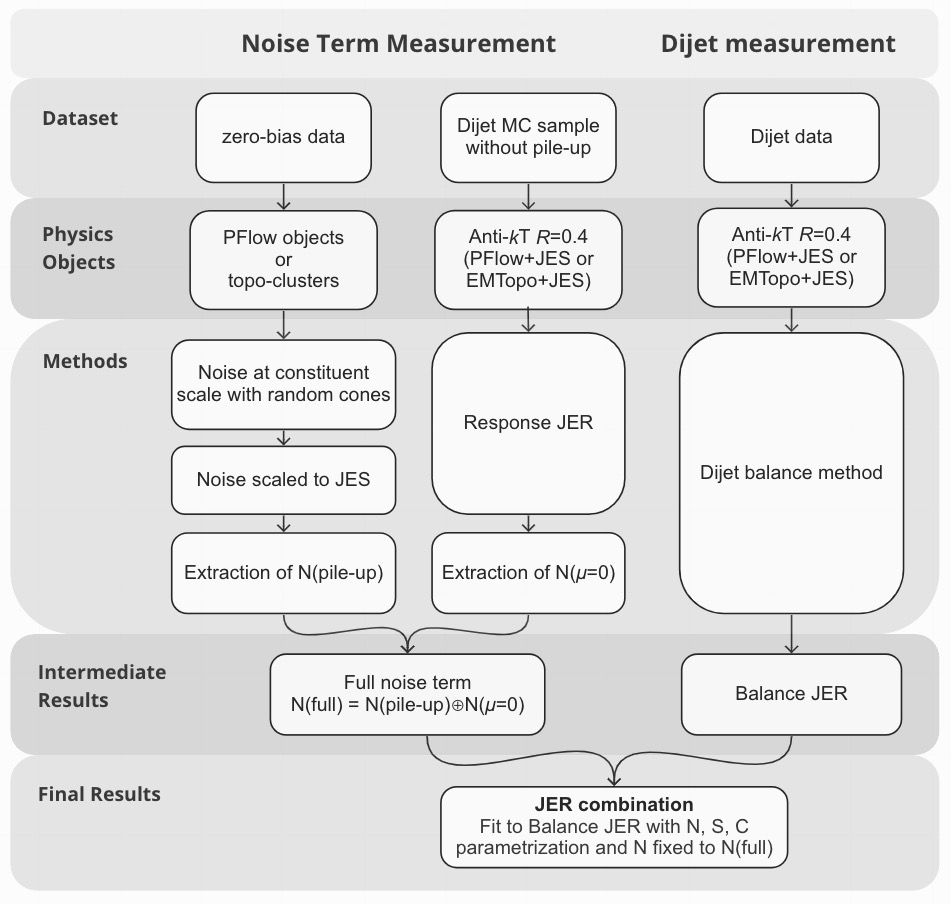 Noise Term Measurement
Dijet measurement
Dataset
zero-bias data
Dijet MC sample
without pile-up
Dijet data
Physics
Objects
PFlow objects
or
topo-clusters
Anti-kT R=0.4
(PFlow+JES or
EMTopo+JES)
Anti-kT R=0.4
(PFlow+JES or
EMTopo+JES)
Methods
Noise at constituent
scale with random cones
Noise scaled to JES
Extraction of N(pile-up)
Response JER
Extraction of N(μ=0)
Dijet balance method
Intermediate
Results
Full noise term
N(full) = N(pile-up)⊕N(μ=0)
Balance JER
Final Results
JER combination
Fit to Balance JER with N, S, C
parametrization and N fixed to N(full)